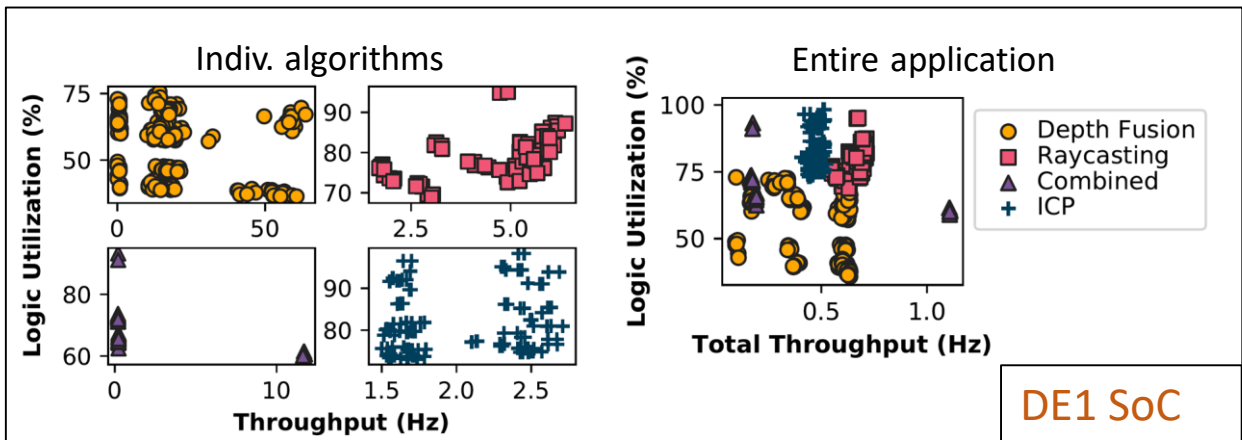 Indiv. algorithms
Entire application
Logic Utilization (%)
75
50
0
50
90
80
70
2.5
5.0
80
60
0
10
90
80
1.5
2.0
2.5
Throughput (Hz)
Logic Utilization (%)
100
75
50
0.5
1.0
Total Throughput (Hz)
Depth Fusion
Raycasting
Combined
ICP
DE1 SoC